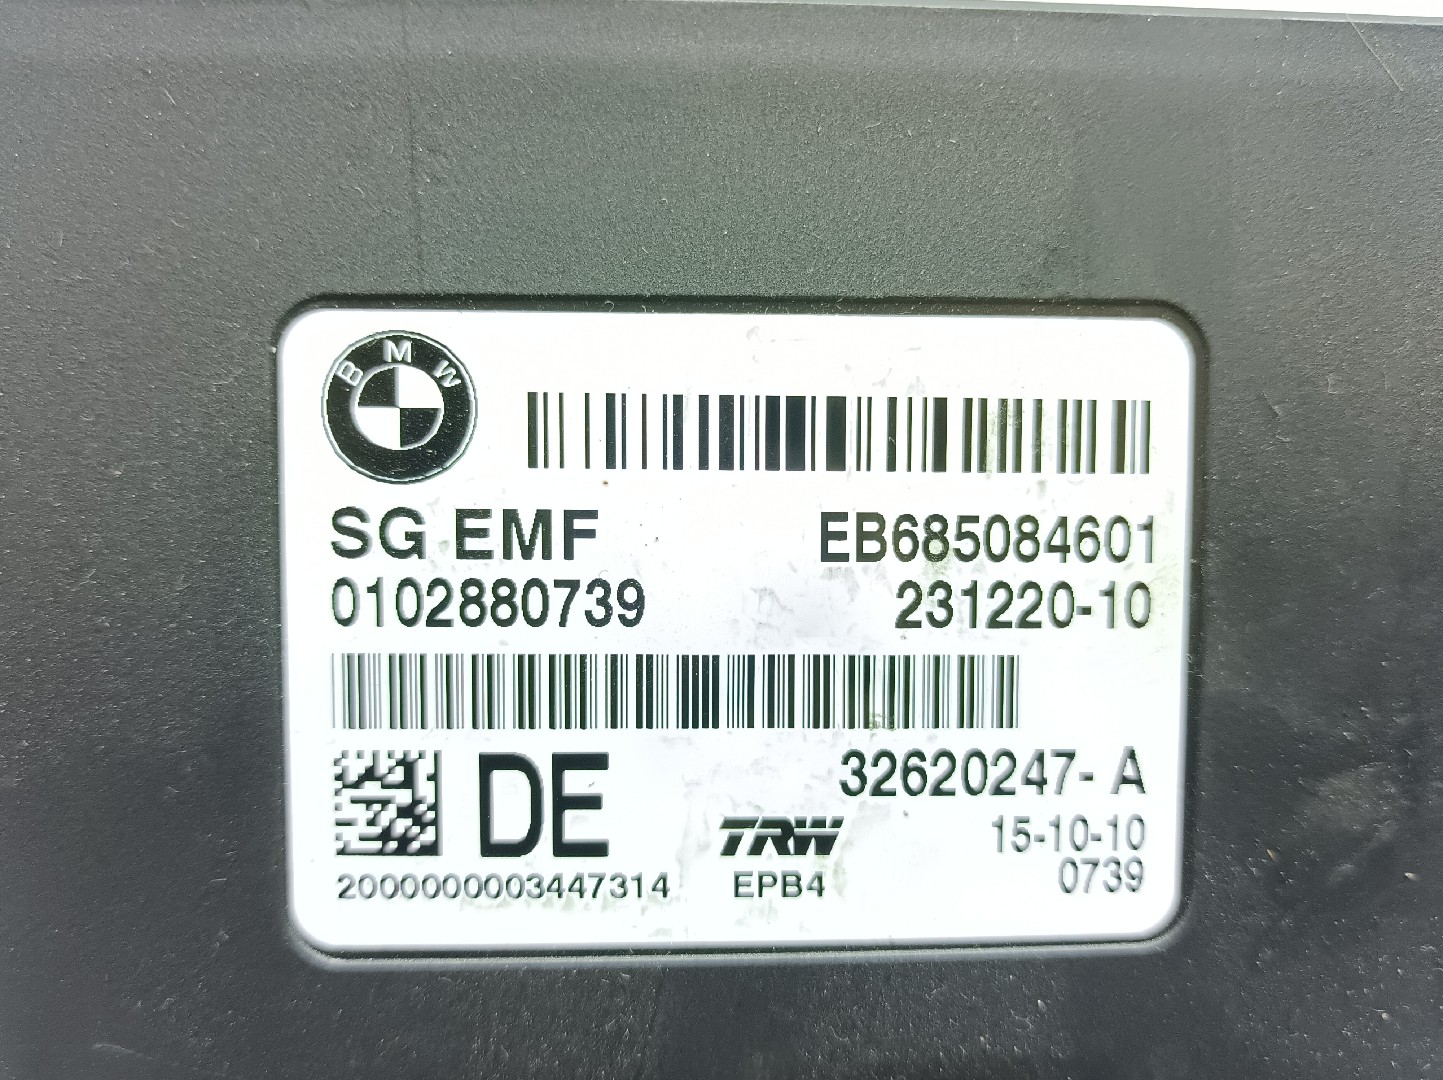 BMW
SG EMF EB685084601
0102880739 231220-10
DE 32620247- A
TRW 15-10-10
2000000003447314 EPB4 0739